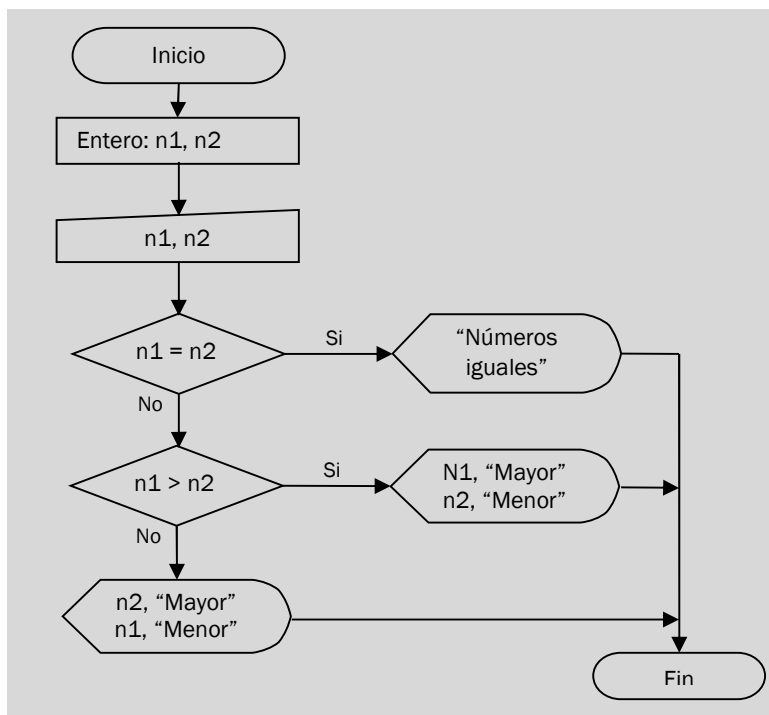 Inicio
Entero: n1, n2
n1, n2
n1 = n2
Si
“Números
iguales”
No
n1 > n2
Si
N1, “Mayor”
n2, “Menor”
No
n2, “Mayor”
n1, “Menor”
Fin